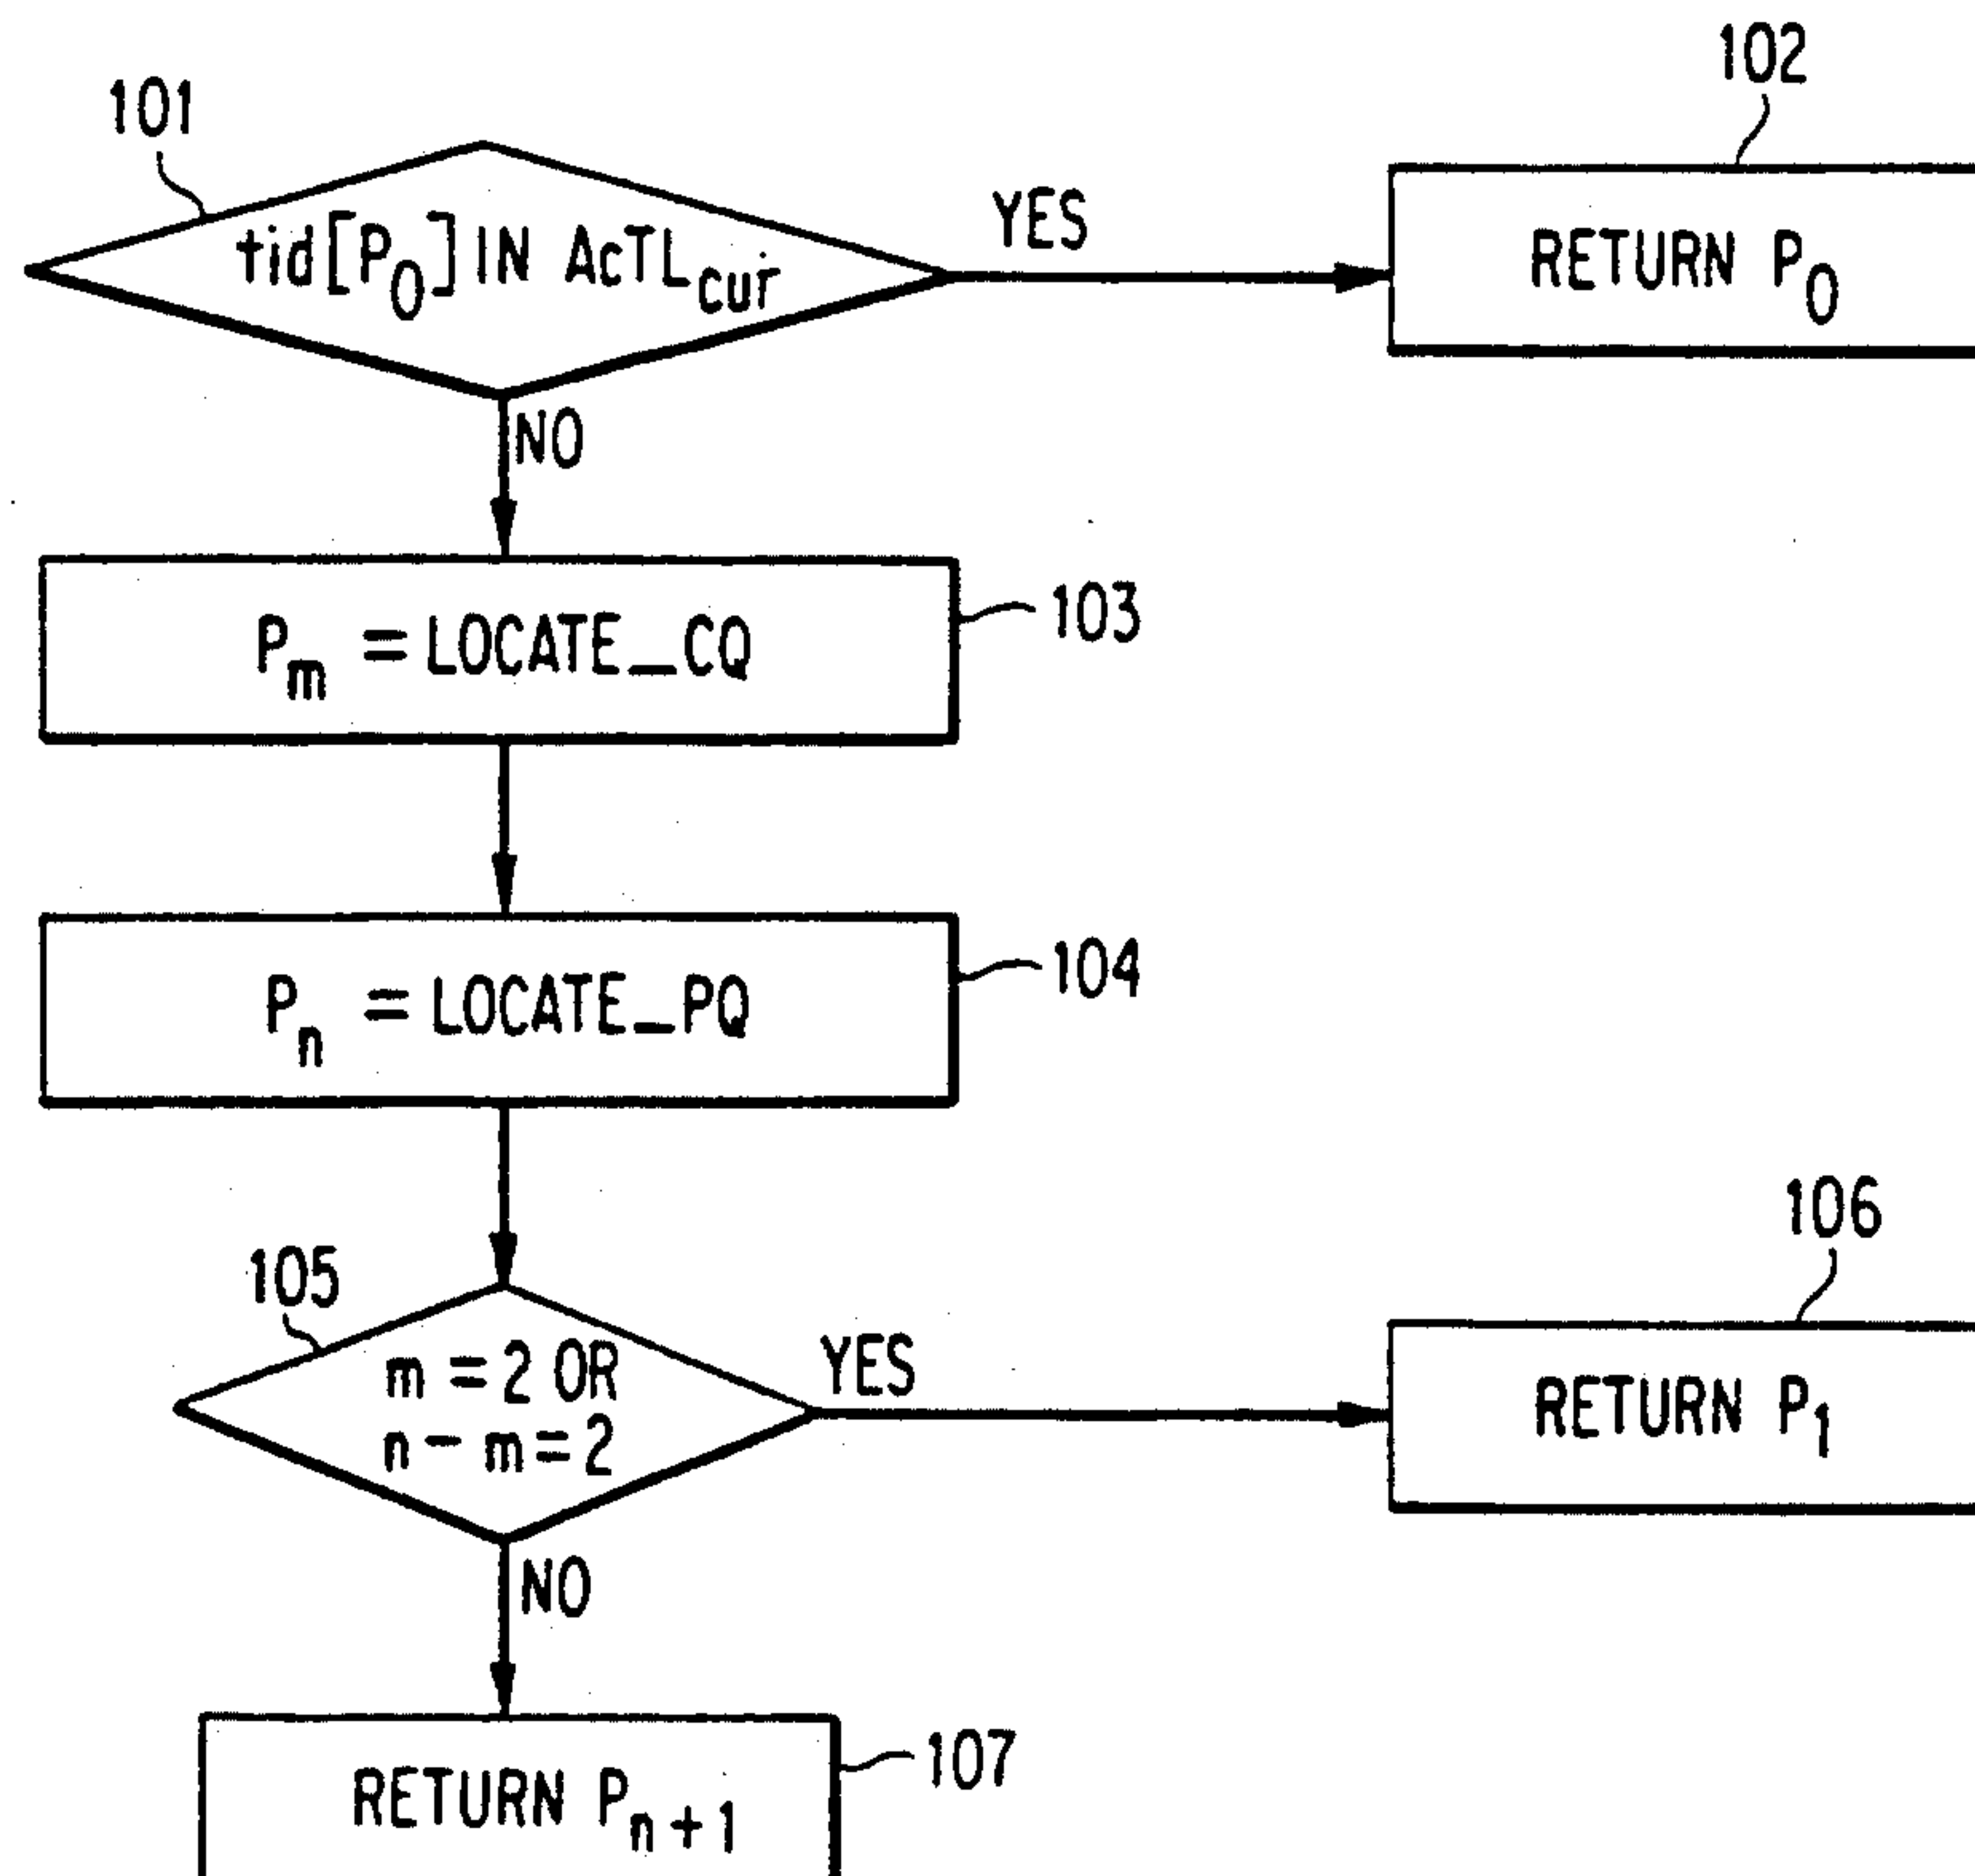 101
102
tid[P0] IN AcTLcur
YES
RETURN P0
NO
Pm = LOCATE_CQ
103
Pn = LOCATE_PQ
104
105
106
m = 2 OR
n - m = 2
YES
RETURN P1
NO
RETURN Pn+1
107